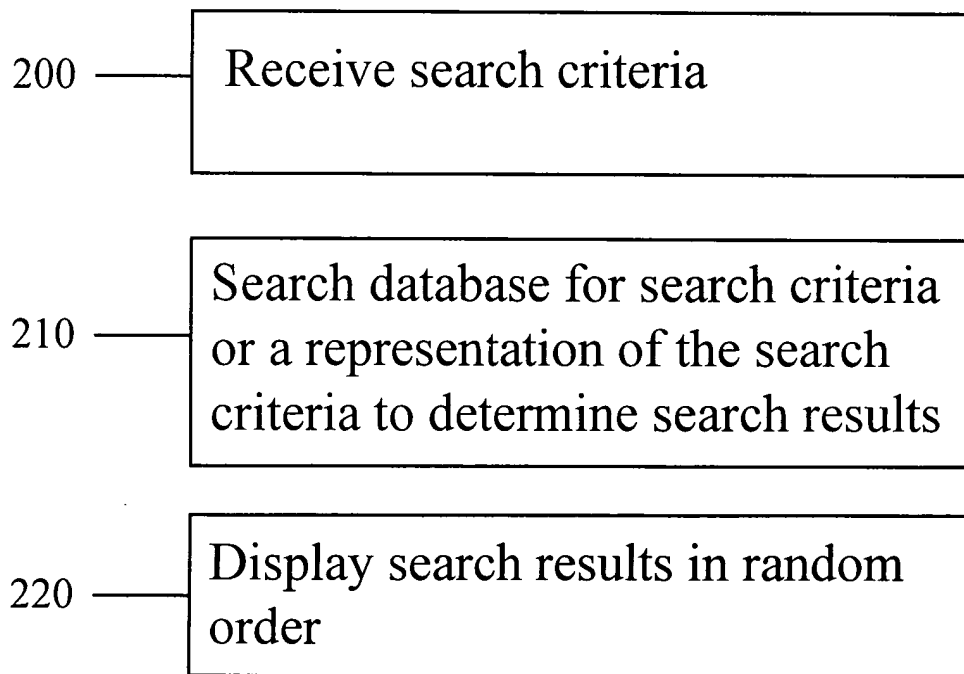 200 Receive search criteria
Search database for search criteria
210 or a representation of the search
criteria to determine search results
220 Display search results in random
order